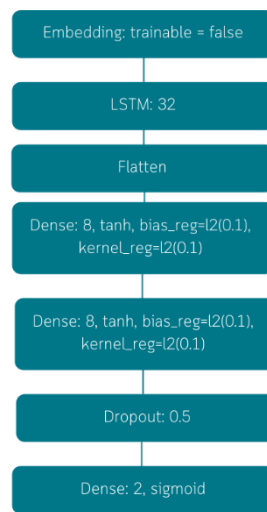 Embedding: trainable = false
LSTM: 32
Flatten
Dense: 8, tanh, bias_reg=l2(0.1),
kernel_reg=l2(0.1)
Dense: 8, tanh, bias_reg=l2(0.1),
kernel_reg=l2(0.1)
Dropout: 0.5
Dense: 2, sigmoid